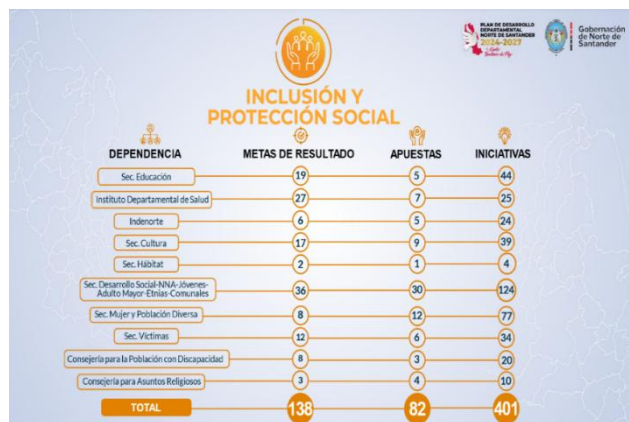 PLAN DE DESARROLLO
DEPARTAMENTAL
NORTE DE SANTANDER
2024-2027
Gobernación
de Norte de
Santander
INCLUSIÓN Y
PROTECCIÓN SOCIAL
DEPENDENCIA METAS DE RESULTADO APUESTAS INICIATIVAS
Sec. Educación 19 5 44
Instituto Departamental de Salud 27 7 25
Indenorte 6 5 24
Sec. Cultura 17 9 39
Sec. Hábitat 2 1 4
Sec. Desarrollo Social-NNA-Jóvenes-
Adulto Mayor-Etnias-Comunales 36 30 124
Sec. Mujer y Población Diversa 8 12 77
Sec. Víctimas 12 6 34
Consejería para la Población con Discapacidad 8 3 20
Consejería para Asuntos Religiosos 3 4 10
TOTAL 138 82 401